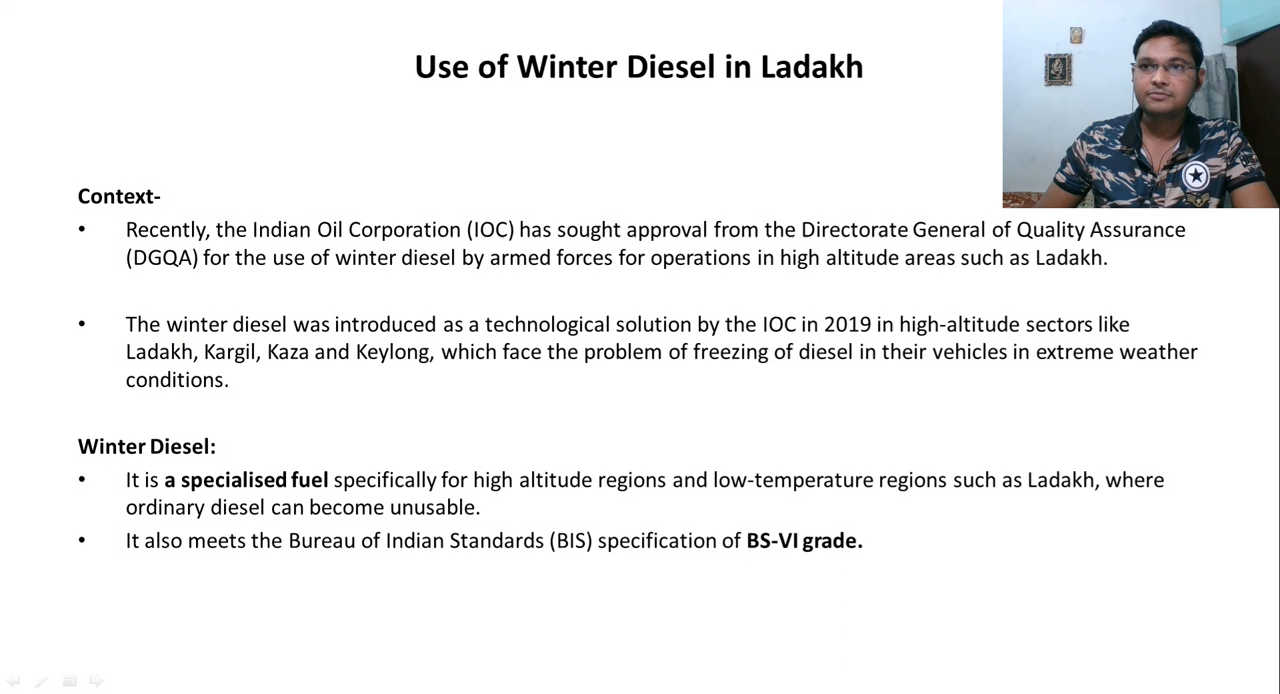 Use of Winter Diesel in Ladakh
Context-
• Recently, the Indian Oil Corporation (IOC) has sought approval from the Directorate General of Quality Assurance
(DGQA) for the use of winter diesel by armed forces for operations in high altitude areas such as Ladakh.
• The winter diesel was introduced as a technological solution by the IOC in 2019 in high-altitude sectors like
Ladakh, Kargil, Kaza and Keylong, which face the problem of freezing of diesel in their vehicles in extreme weather
conditions.
Winter Diesel:
• It is a specialised fuel specifically for high altitude regions and low-temperature regions such as Ladakh, where
ordinary diesel can become unusable.
• It also meets the Bureau of Indian Standards (BIS) specification of BS-VI grade.